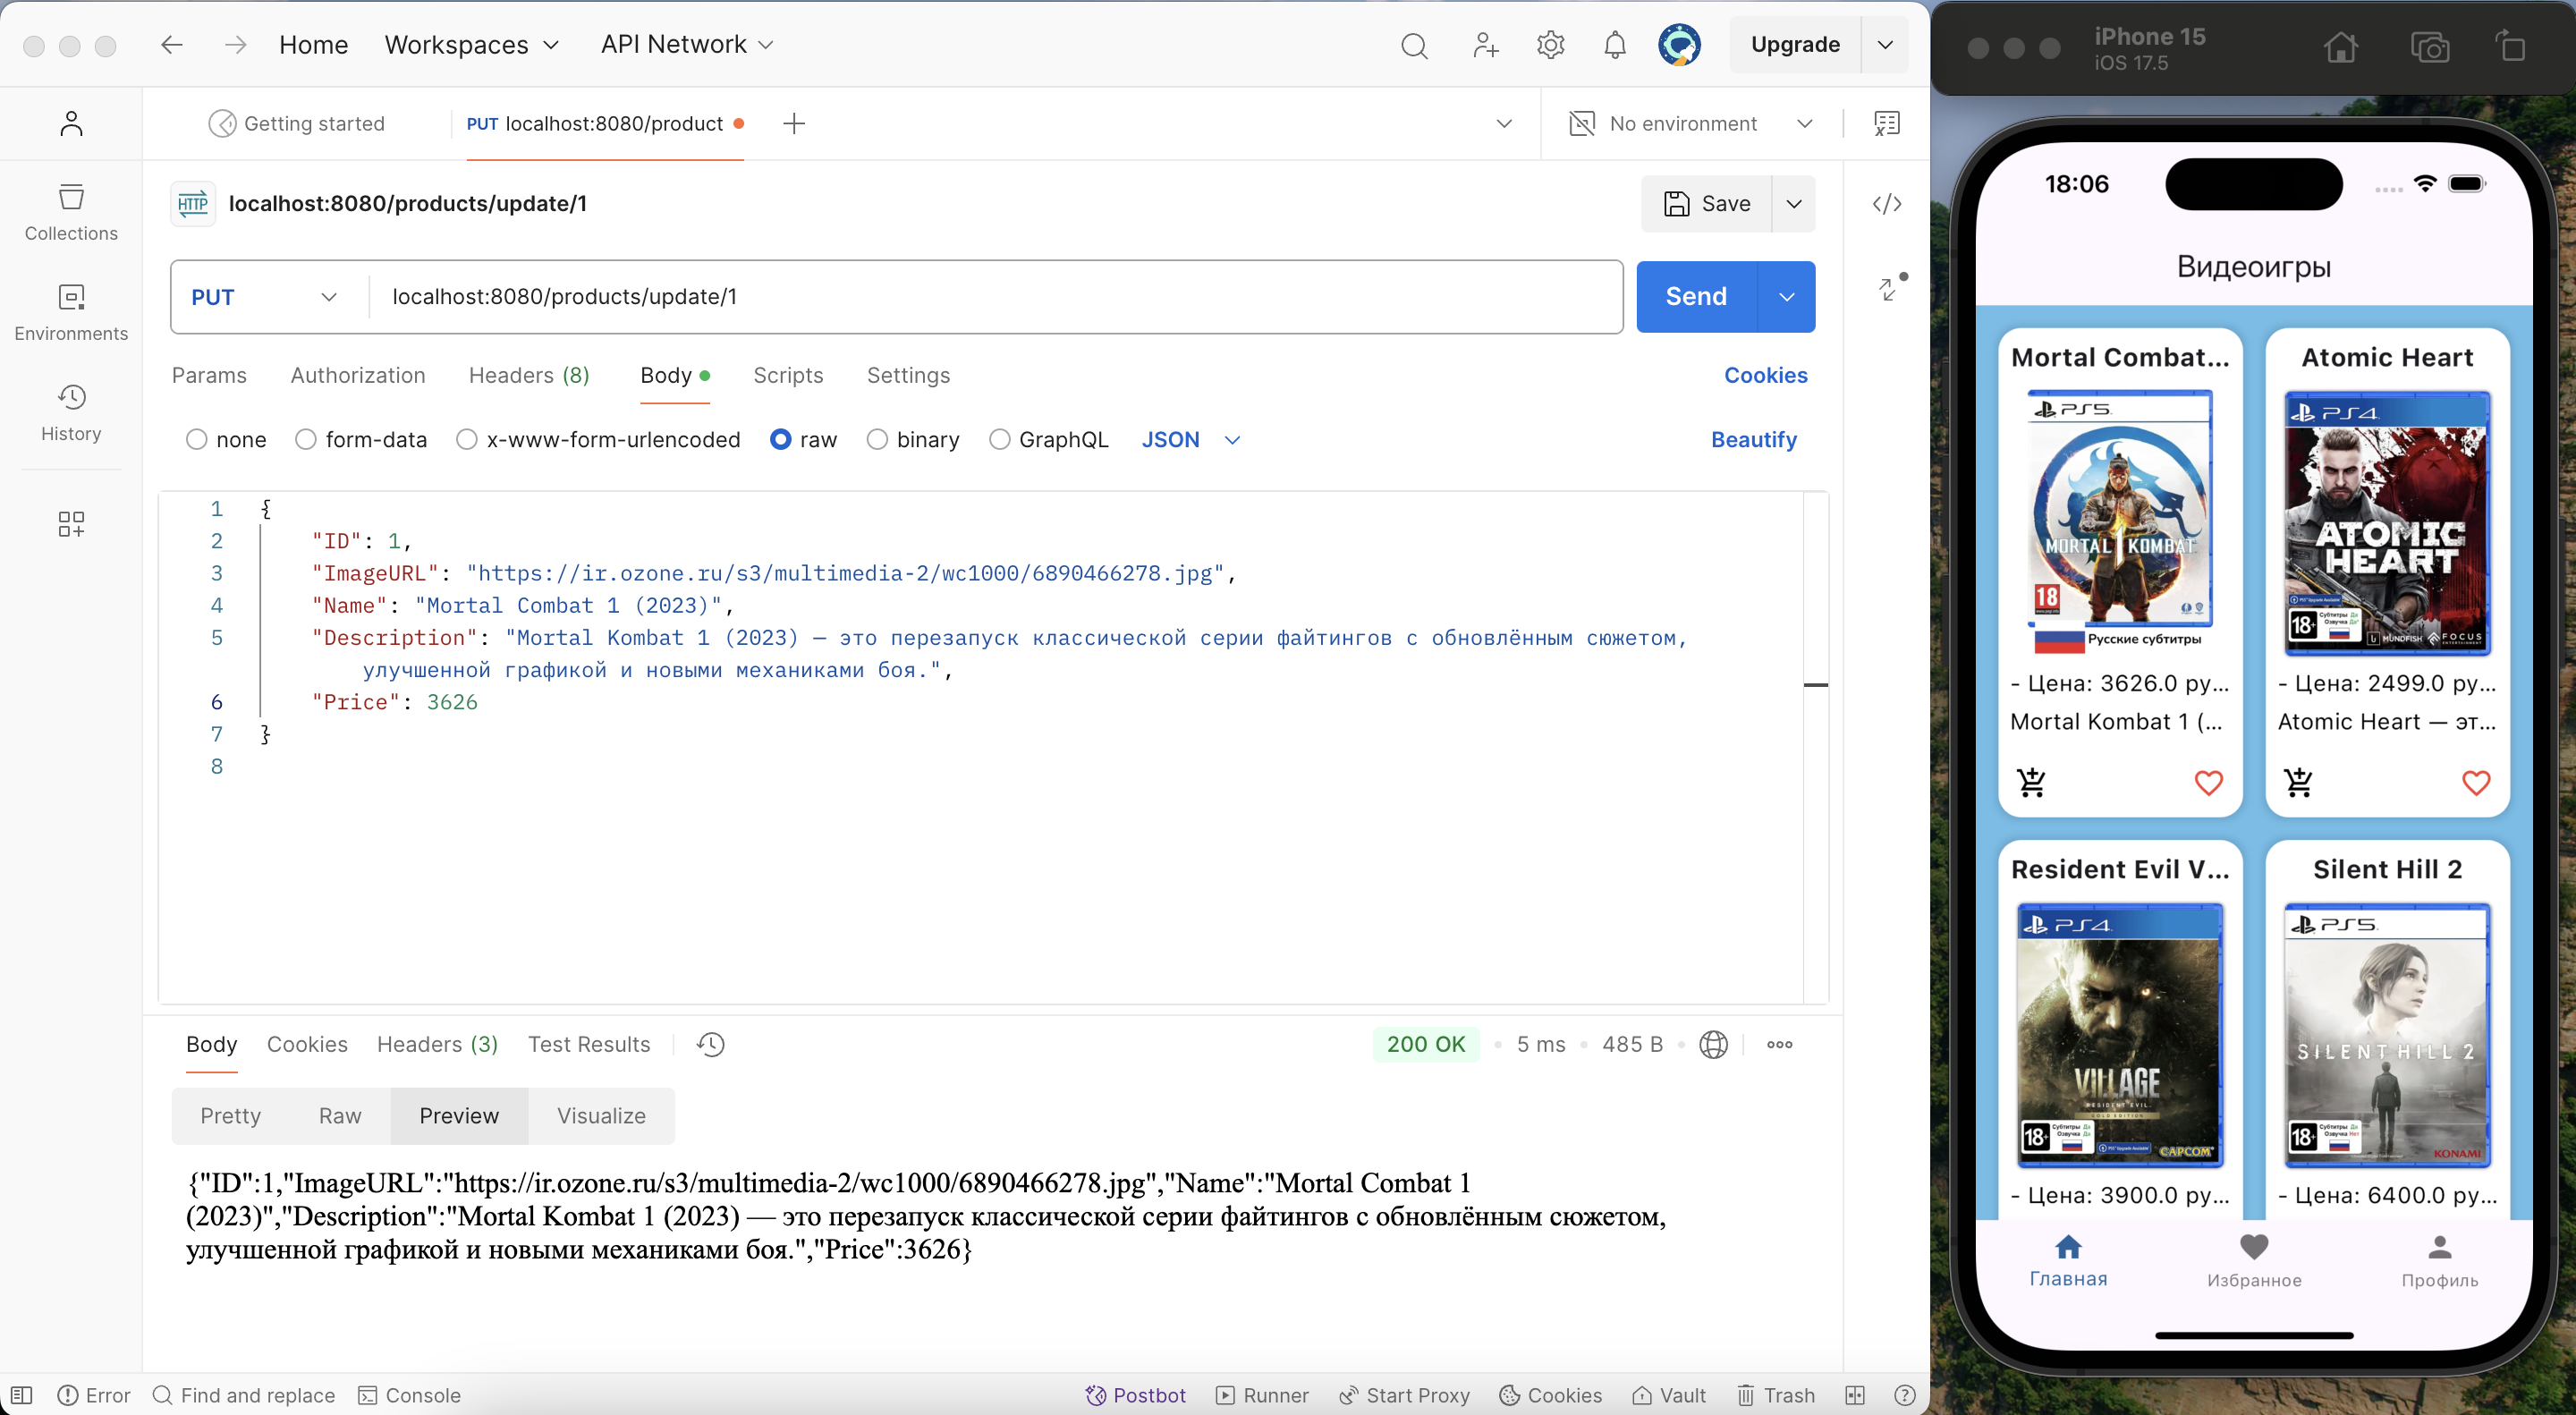 Home Workspaces API Network Upgrade
Getting started PUT localhost:8080/product No environment
HTTP localhost:8080/products/update/1 Save
PUT localhost:8080/products/update/1 Send
Params Authorization Headers (8) Body Scripts Settings Cookies
none form-data x-www-form-urlencoded raw binary GraphQL JSON Beautify
Collections
Environments
History
1 {
2 "ID": 1,
3 "ImageURL": "https://ir.ozone.ru/s3/multimedia-2/wc1000/6890466278.jpg",
4 "Name": "Mortal Combat 1 (2023)",
5 "Description": "Mortal Kombat 1 (2023) — это перезапуск классической серии файтингов с обновлённым сюжетом,
улучшенной графикой и новыми механиками боя.",
6 "Price": 3626
7 }
8
Body Cookies Headers (3) Test Results 200 OK 5 ms 485 B
Pretty Raw Preview Visualize
{"ID":1,"ImageURL":"https://ir.ozone.ru/s3/multimedia-2/wc1000/6890466278.jpg","Name":"Mortal Combat 1
(2023)","Description":"Mortal Kombat 1 (2023) — это перезапуск классической серии файтингов с обновлённым сюжетом,
улучшенной графикой и новыми механиками боя.","Price":3626}
Error Find and replace Console Postbot Runner Start Proxy Cookies Vault Trash
iPhone 15
iOS 17.5
18:06
Видеоигры
Mortal Combat...
PS5
MORTAL 1 KOMBAT
18
Русские субтитры
- Цена: 3626.0 ру...
Mortal Kombat 1 (...
Atomic Heart
PS4
ATOMIC
HEART
18+
MUNDFISH FOCUS
- Цена: 2499.0 ру...
Atomic Heart — эт...
Resident Evil V...
PS4
VILLAGE
RESIDENT EVIL
GOLD EDITION
18+
CAPCOM
- Цена: 3900.0 ру...
Silent Hill 2
PS5
SILENT HILL 2
18+
KONAMI
- Цена: 6400.0 ру...
Главная Избранное Профиль